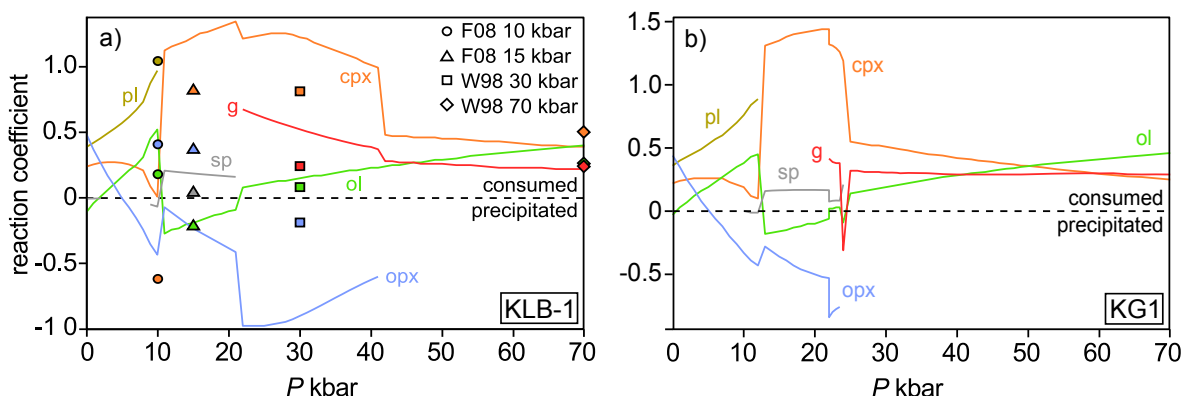 a)
F08 10 kbar
F08 15 kbar
W98 30 kbar
W98 70 kbar
cpx
pl
g
sp
ol
opx
consumed
precipitated
KLB-1
reaction coefficient
1.0
0.5
0
-0.5
-1 0
0 10 20 30 40 50 60 70
P kbar
b)
1.5
1.0
0.5
0
-0.5
cpx
pl
g
sp
ol
opx
consumed
precipitated
KG1
0 10 20 30 40 50 60 70
P kbar